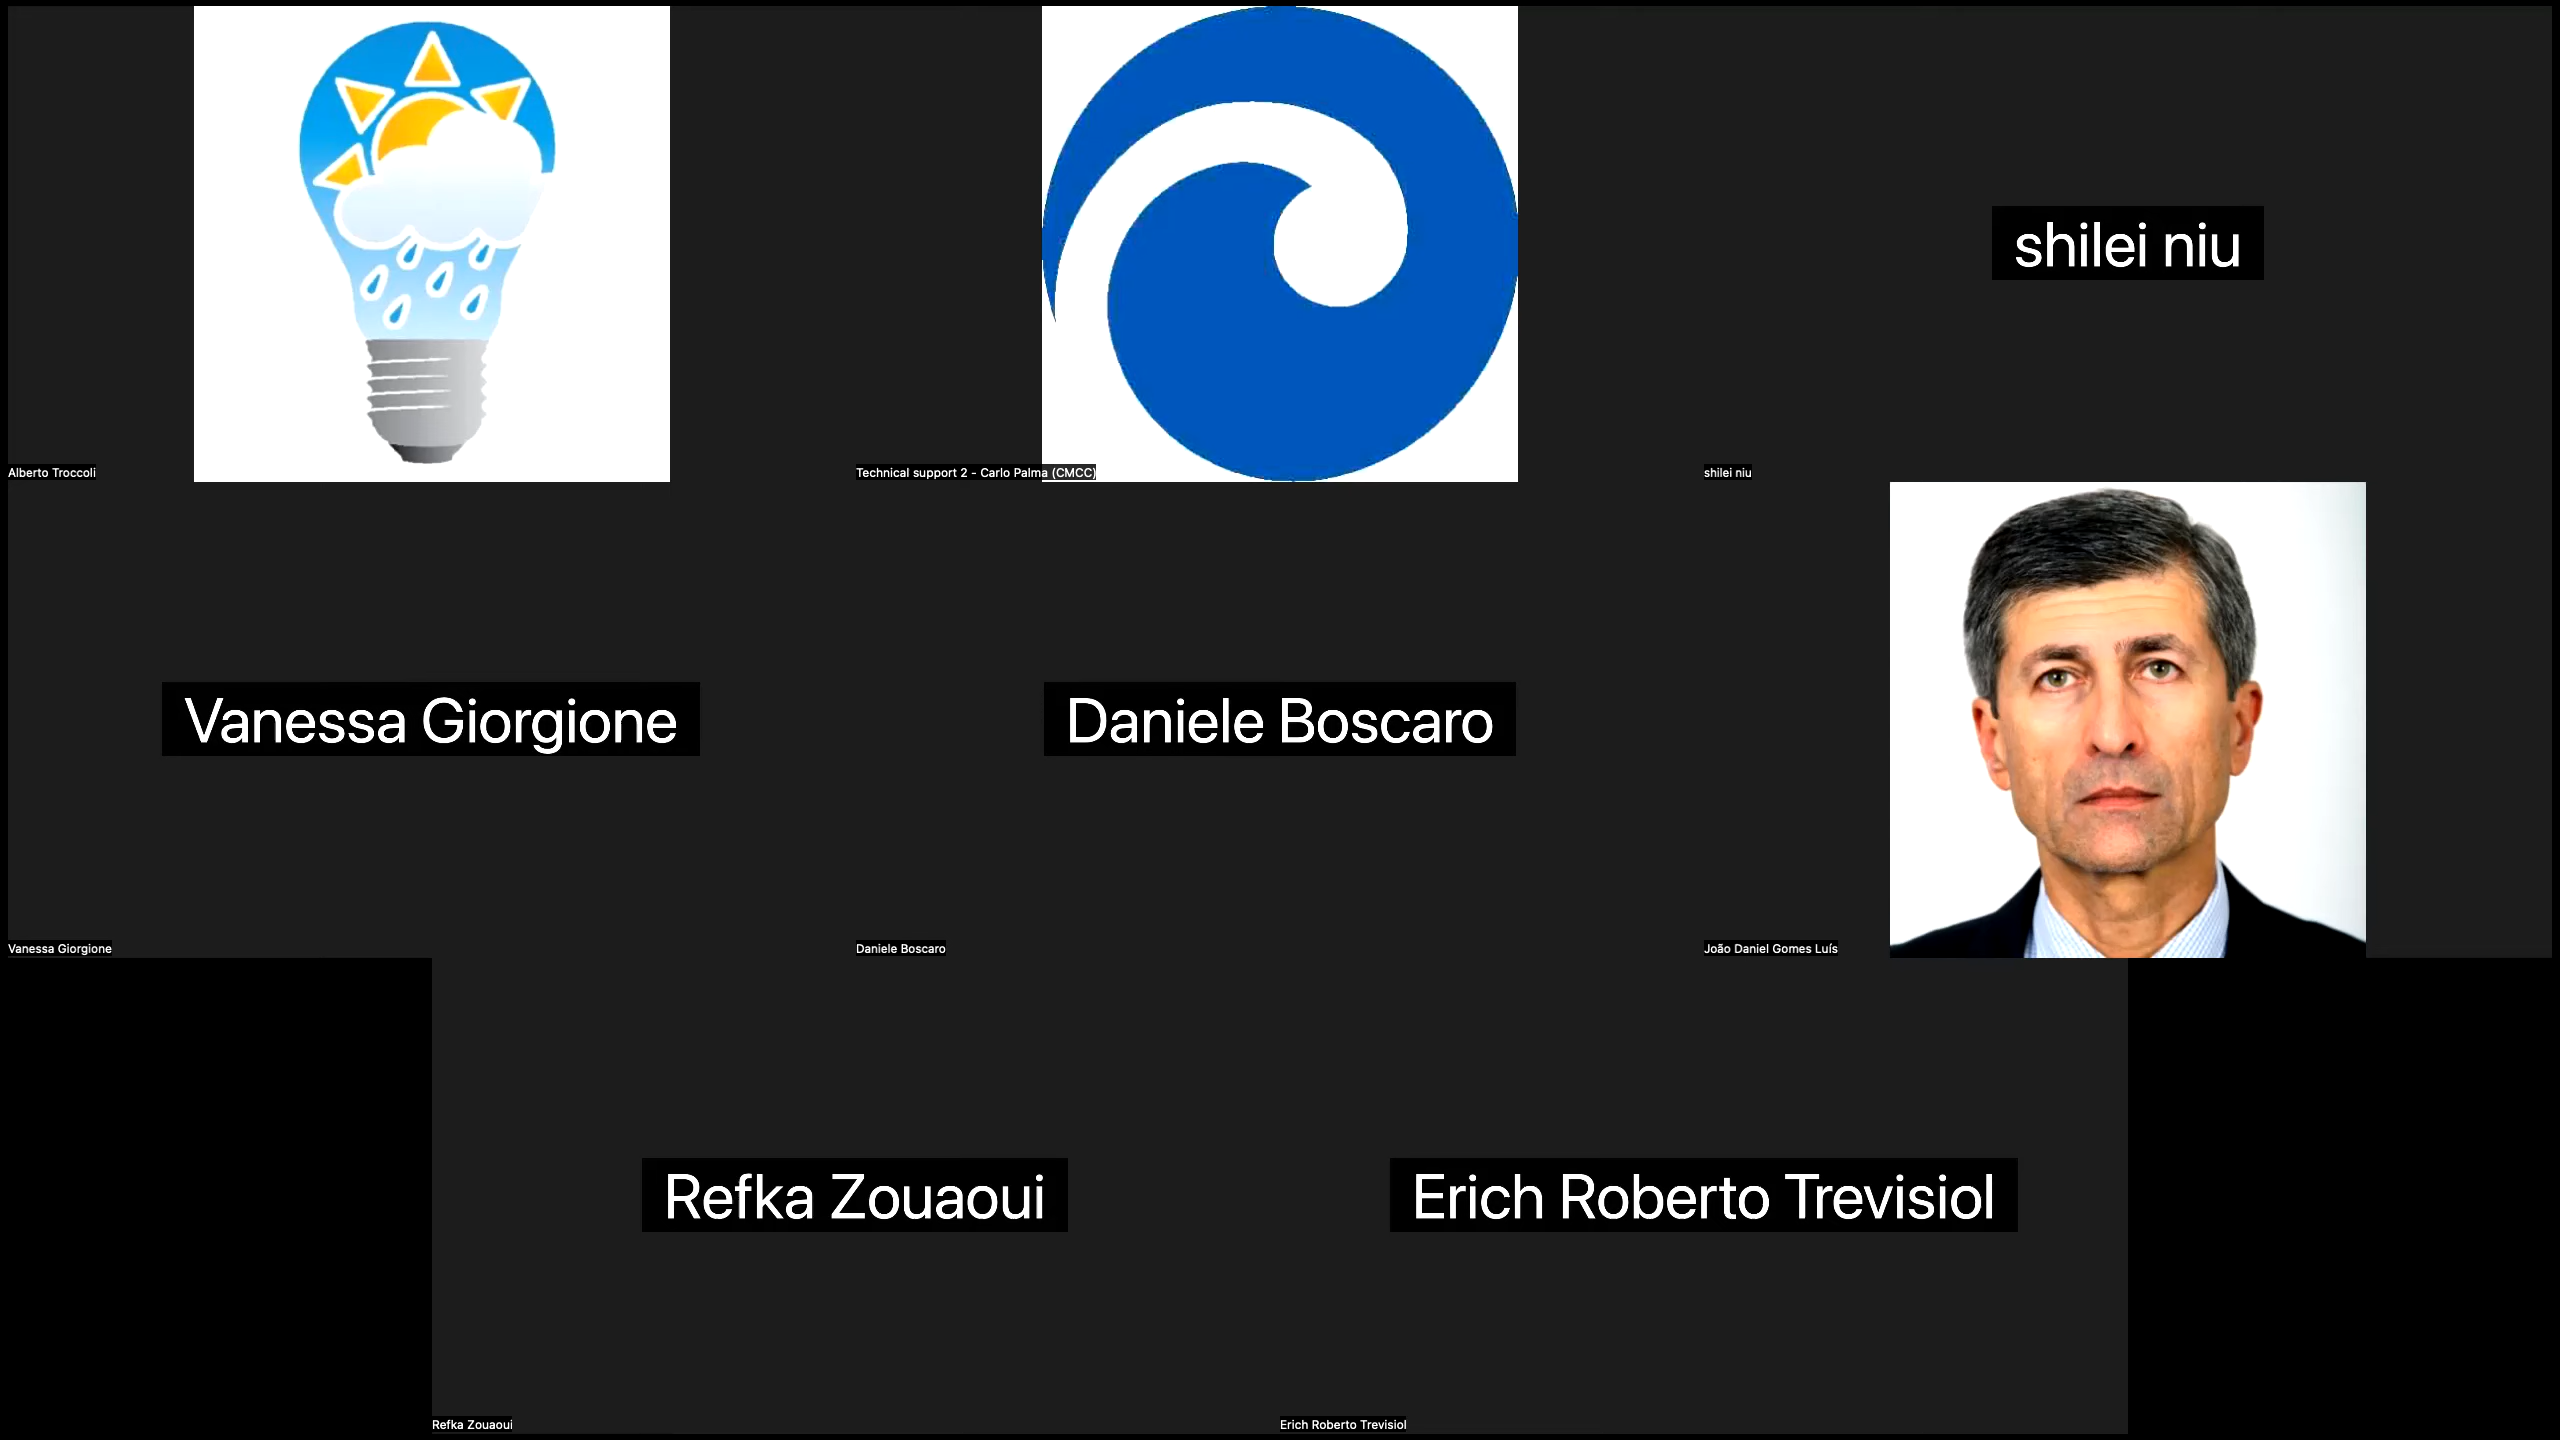 shilei niu
Alberto Troccoli
Technical support 2 - Carlo Palma (CMCC)
shilei niu
Vanessa Giorgione
Daniele Boscaro
Vanessa Giorgione
Daniele Boscaro
João Daniel Gomes Luís
Refka Zouaoui
Erich Roberto Trevisiol
Refka Zouaoui
Erich Roberto Trevisiol